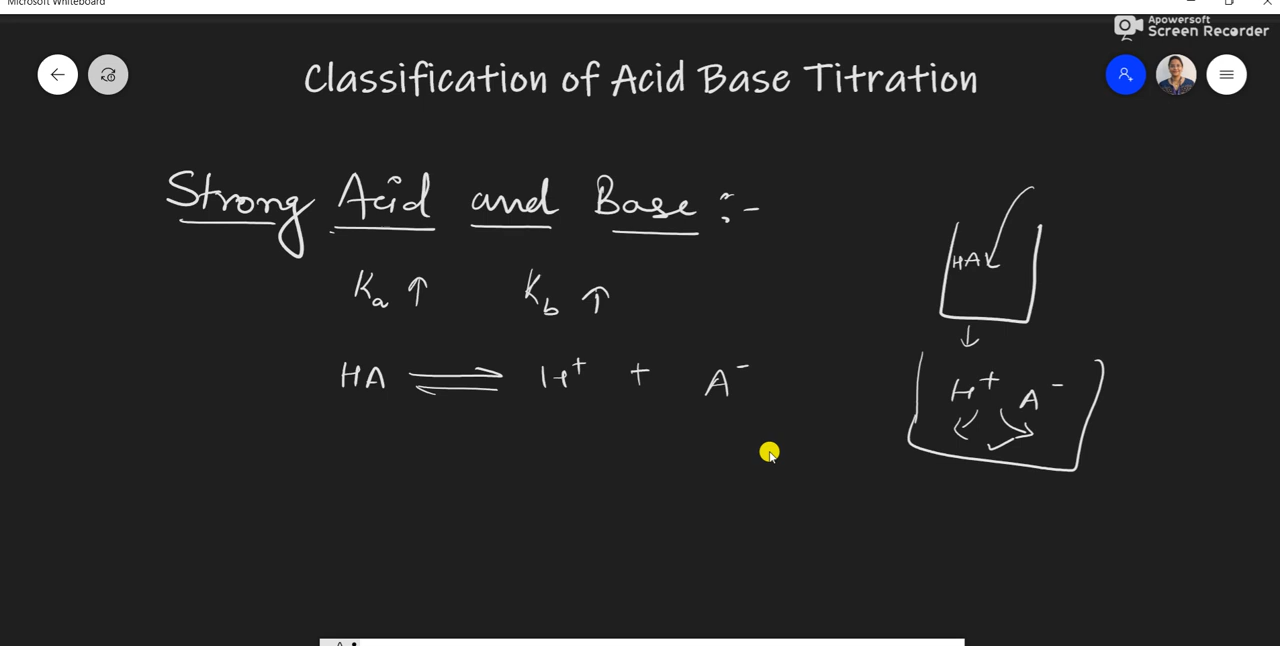 Microsoft Whiteboard
Apowersoft
Screen Recorder
Classification of Acid Base Titration
Strong Acid and Base :-
Ka ↑ Kb ↑
HA ⇌ H⁺ + A⁻
HA
↓
H⁺ A⁻